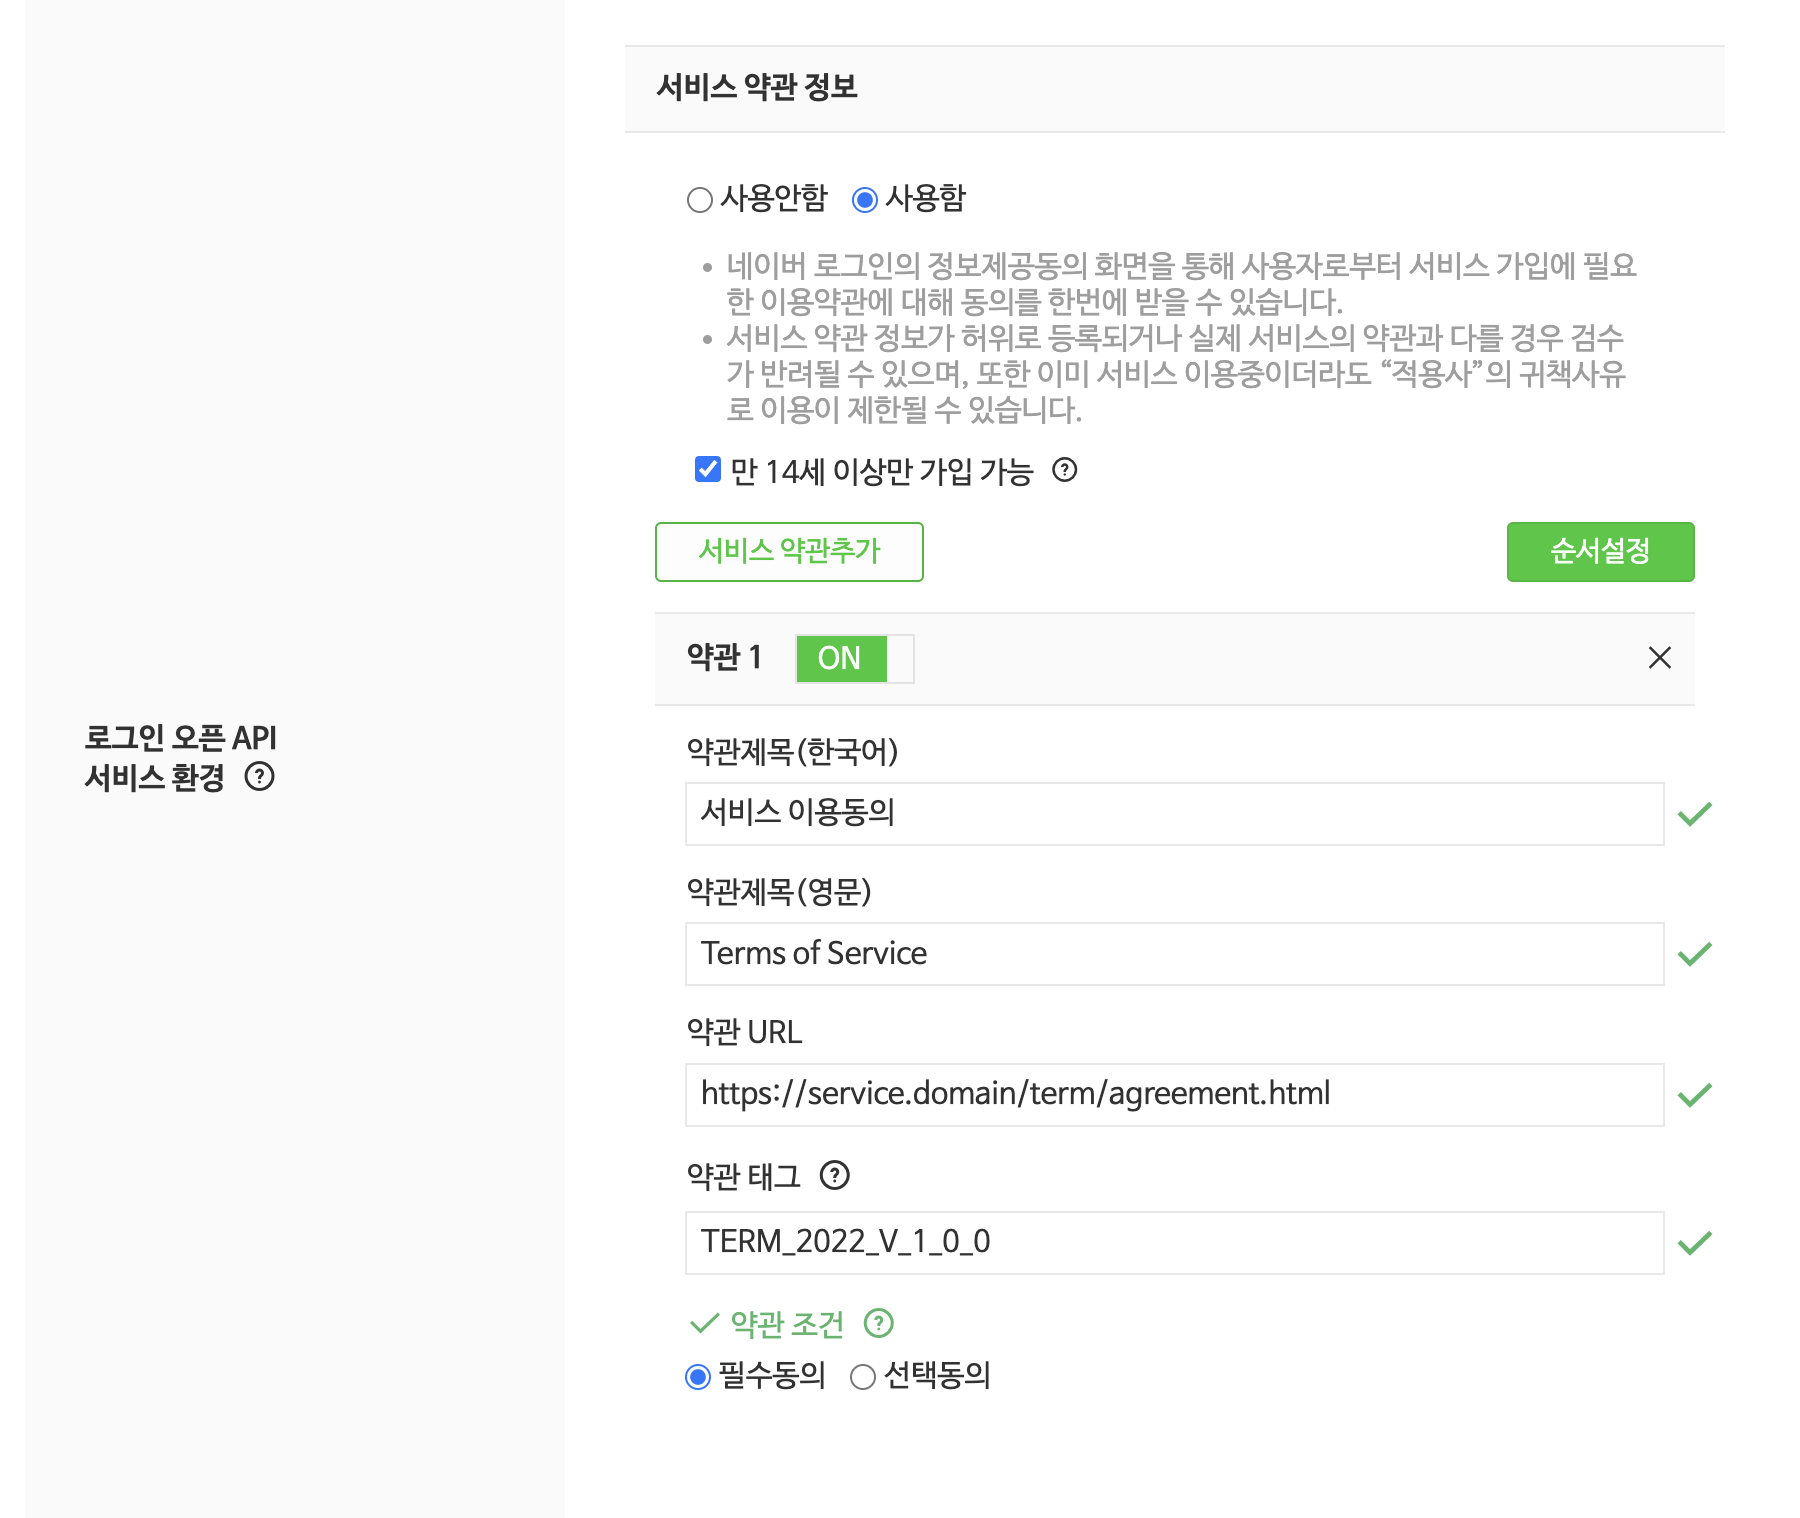 서비스 약관 정보
사용안함 사용함
• 네이버 로그인의 정보제공동의 화면을 통해 사용자로부터 서비스 가입에 필요
한 이용약관에 대해 동의를 한번에 받을 수 있습니다.
• 서비스 약관 정보가 허위로 등록되거나 실제 서비스의 약관과 다를 경우 검수
가 반려될 수 있으며, 또한 이미 서비스 이용중이더라도 “적용사”의 귀책사유
로 이용이 제한될 수 있습니다.
만 14세 이상만 가입 가능 ?
서비스 약관추가 순서설정
약관 1 ON
로그인 오픈 API
서비스 환경 ?
약관제목(한국어)
서비스 이용동의
약관제목(영문)
Terms of Service
약관 URL
https://service.domain/term/agreement.html
약관 태그 ?
TERM_2022_V_1_0_0
약관 조건 ?
필수동의 선택동의